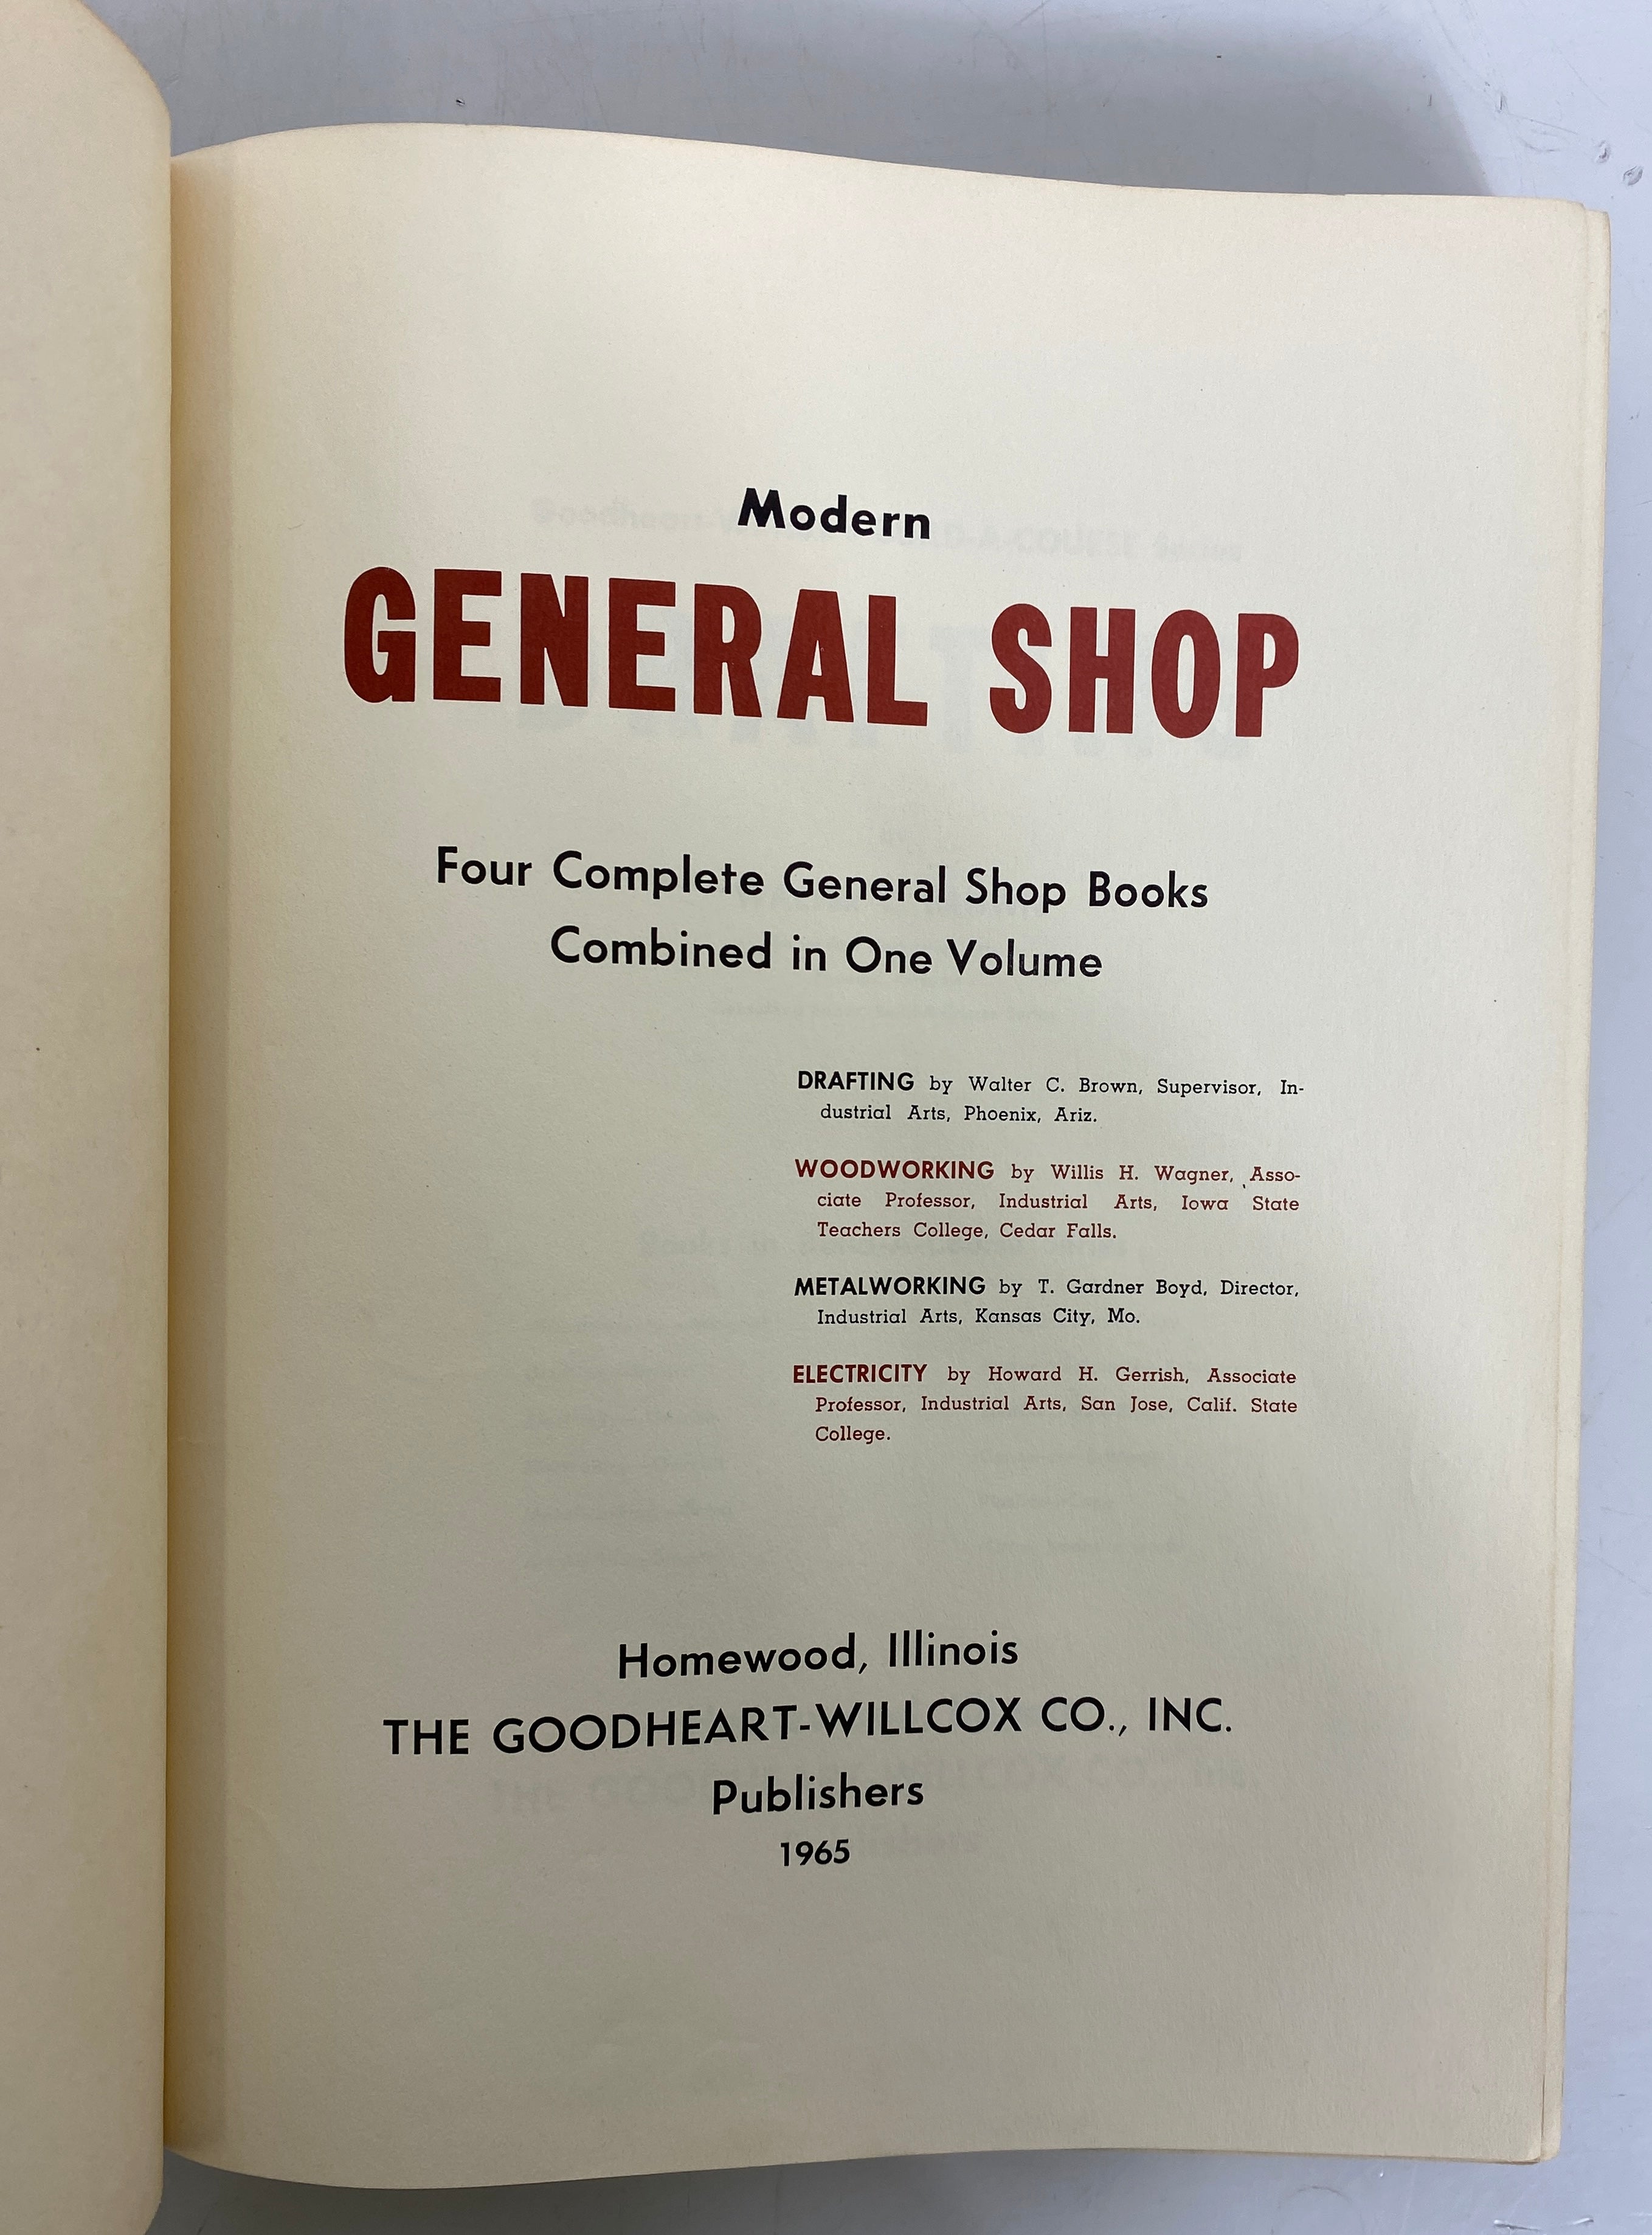 Modern
GENERAL SHOP
Four Complete General Shop Books
Combined in One Volume
DRAFTING by Walter C. Brown, Supervisor, In-
dustrial Arts, Phoenix, Ariz.
WOODWORKING by Willis H. Wagner, Asso-
ciate Professor, Industrial Arts, Iowa State
Teachers College, Cedar Falls.
METALWORKING by T. Gardner Boyd, Director,
Industrial Arts, Kansas City, Mo.
ELECTRICITY by Howard H. Gerrish, Associate
Professor, Industrial Arts, San Jose, Calif. State
College.
Homewood, Illinois
THE GOODHEART-WILLCOX CO., INC.
Publishers
1965